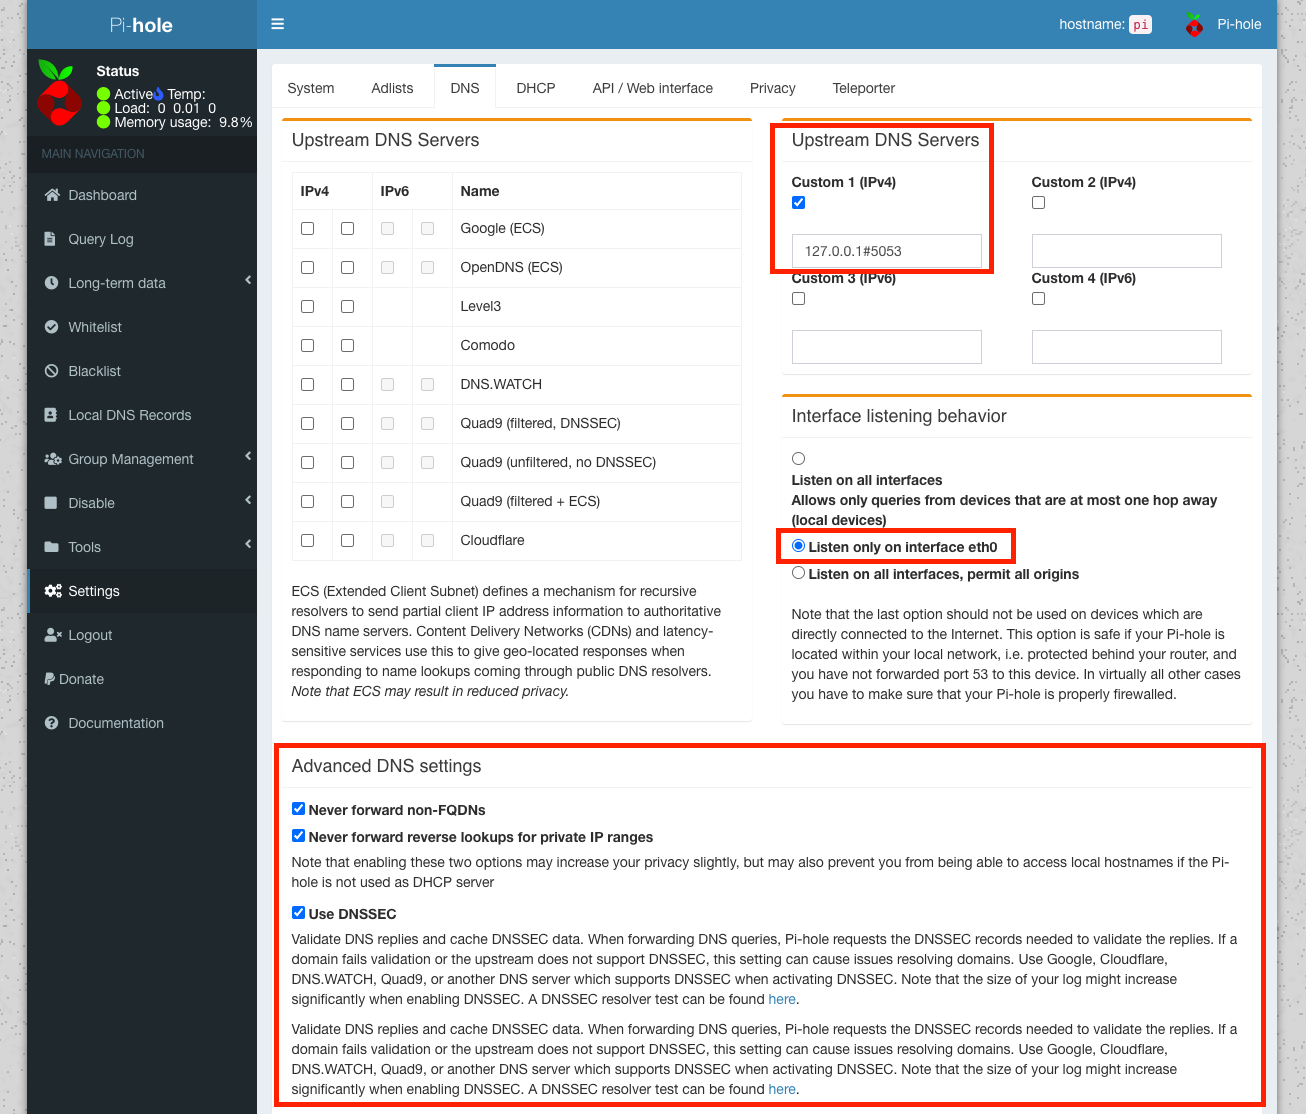 Pi-hole
hostname: pi
Pi-hole
Status
Active Temp:
Load: 0 0.01 0
Memory usage: 9.8%
MAIN NAVIGATION
Dashboard
Query Log
Long-term data
Whitelist
Blacklist
Local DNS Records
Group Management
Disable
Tools
Settings
Logout
Donate
Documentation
System Adlists DNS DHCP API / Web interface Privacy Teleporter
Upstream DNS Servers
IPv4 IPv6 Name
Google (ECS)
OpenDNS (ECS)
Level3
Comodo
DNS.WATCH
Quad9 (filtered, DNSSEC)
Quad9 (unfiltered, no DNSSEC)
Quad9 (filtered + ECS)
Cloudflare
ECS (Extended Client Subnet) defines a mechanism for recursive
resolvers to send partial client IP address information to authoritative
DNS name servers. Content Delivery Networks (CDNs) and latency-
sensitive services use this to give geo-located responses when
responding to name lookups coming through public DNS resolvers.
Note that ECS may result in reduced privacy.
Upstream DNS Servers
Custom 1 (IPv4) Custom 2 (IPv4)
127.0.0.1#5053
Custom 3 (IPv6) Custom 4 (IPv6)
Interface listening behavior
Listen on all interfaces
Allows only queries from devices that are at most one hop away
(local devices)
Listen only on interface eth0
Listen on all interfaces, permit all origins
Note that the last option should not be used on devices which are
directly connected to the Internet. This option is safe if your Pi-hole is
located within your local network, i.e. protected behind your router, and
you have not forwarded port 53 to this device. In virtually all other cases
you have to make sure that your Pi-hole is properly firewalled.
Advanced DNS settings
Never forward non-FQDNs
Never forward reverse lookups for private IP ranges
Note that enabling these two options may increase your privacy slightly, but may also prevent you from being able to access local hostnames if the Pi-
hole is not used as DHCP server
Use DNSSEC
Validate DNS replies and cache DNSSEC data. When forwarding DNS queries, Pi-hole requests the DNSSEC records needed to validate the replies. If a
domain fails validation or the upstream does not support DNSSEC, this setting can cause issues resolving domains. Use Google, Cloudflare,
DNS.WATCH, Quad9, or another DNS server which supports DNSSEC when activating DNSSEC. Note that the size of your log might increase
significantly when enabling DNSSEC. A DNSSEC resolver test can be found here.
Validate DNS replies and cache DNSSEC data. When forwarding DNS queries, Pi-hole requests the DNSSEC records needed to validate the replies. If a
domain fails validation or the upstream does not support DNSSEC, this setting can cause issues resolving domains. Use Google, Cloudflare,
DNS.WATCH, Quad9, or another DNS server which supports DNSSEC when activating DNSSEC. Note that the size of your log might increase
significantly when enabling DNSSEC. A DNSSEC resolver test can be found here.